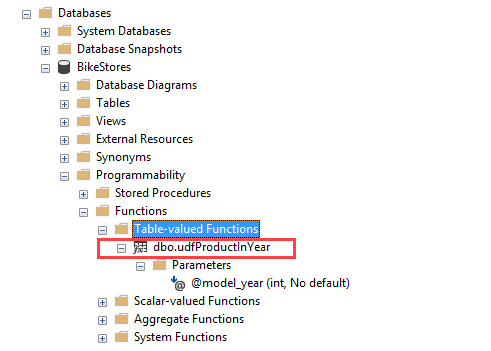 Databases
System Databases
Database Snapshots
BikeStores
Database Diagrams
Tables
Views
External Resources
Synonyms
Programmability
Stored Procedures
Functions
Table-valued Functions
dbo.udfProductInYear
Parameters
@model_year (int, No default)
Scalar-valued Functions
Aggregate Functions
System Functions